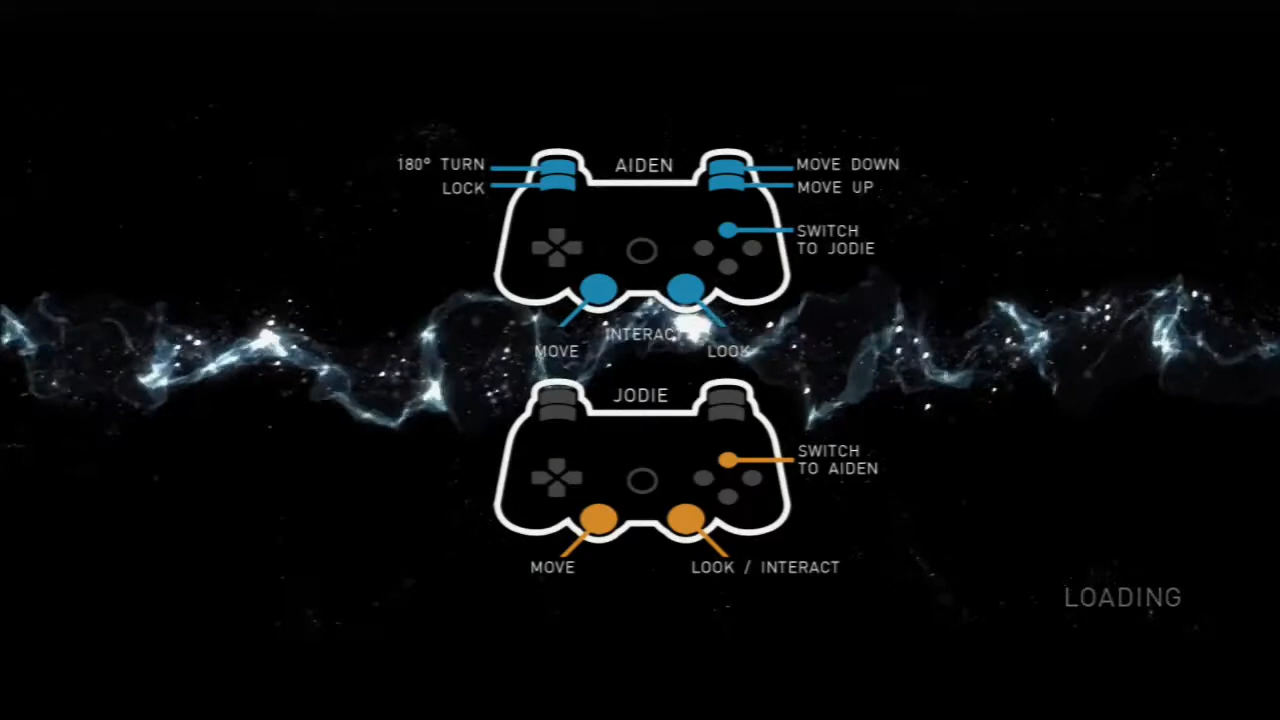 180° TURN
AIDEN
MOVE DOWN
LOCK
MOVE UP
SWITCH
TO JODIE
INTERACT
MOVE
LOOK
JODIE
SWITCH
TO AIDEN
MOVE
LOOK / INTERACT
LOADING